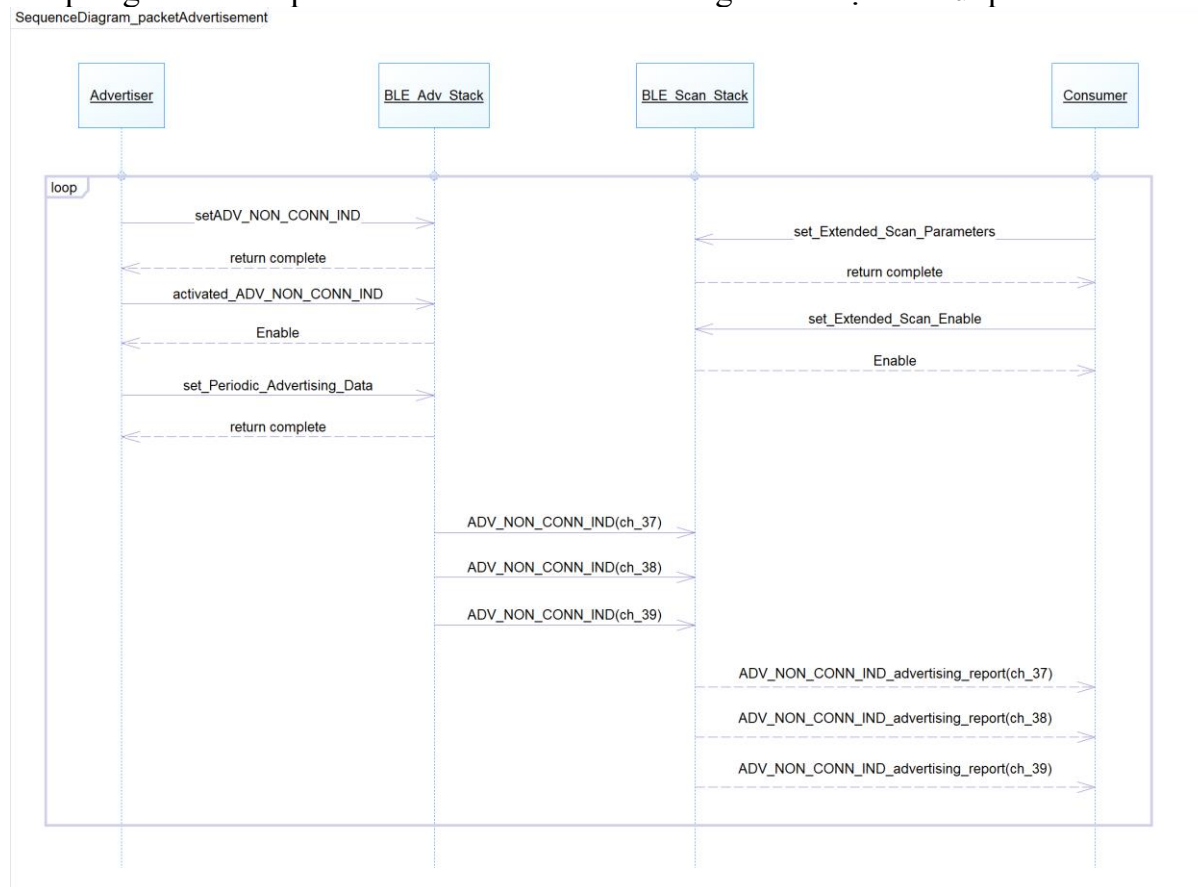 SequenceDiagram_packetAdvertisement
Advertiser
BLE_Adv_Stack
BLE_Scan_Stack
Consumer
loop
setADV_NON_CONN_IND
set_Extended_Scan_Parameters
return complete
return complete
activated_ADV_NON_CONN_IND
set_Extended_Scan_Enable
Enable
Enable
set_Periodic_Advertising_Data
return complete
ADV_NON_CONN_IND(ch_37)
ADV_NON_CONN_IND(ch_38)
ADV_NON_CONN_IND(ch_39)
ADV_NON_CONN_IND_advertising_report(ch_37)
ADV_NON_CONN_IND_advertising_report(ch_38)
ADV_NON_CONN_IND_advertising_report(ch_39)